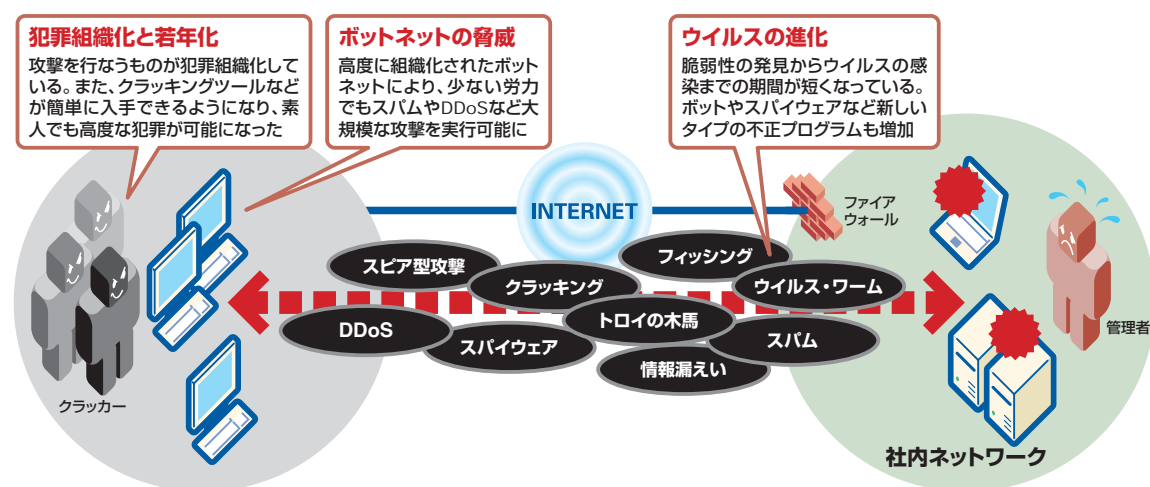 犯罪組織化と若年化
攻撃を行なうものが犯罪組織化して
いる。また、クラッキングツールなど
が簡単に入手できるようになり、素
人でも高度な犯罪が可能になった
ボットネットの脅威
高度に組織化されたボット
ネットにより、少ない労力
でもスパムやDDoSなど大
規模な攻撃を実行可能に
ウイルスの進化
脆弱性の発見からウイルスの感
染までの期間が短くなっている。
ボットやスパイウェアなど新しい
タイプの不正プログラムも増加
INTERNET
ファイア
ウォール
スピア型攻撃
クラッキング
フィッシング
ウイルス・ワーム
DDoS
スパイウェア
トロイの木馬
情報漏えい
スパム
クラッカー
管理者
社内ネットワーク